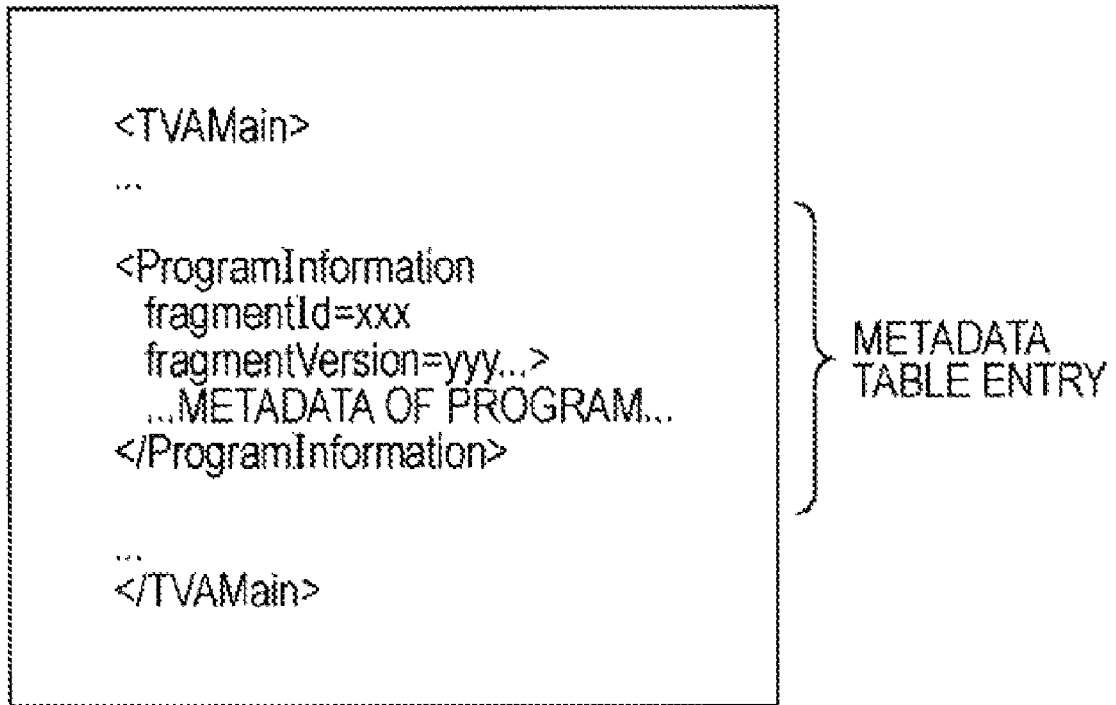 <TVAMain>
...
<ProgramInformation
fragmentId=xxx
fragmentVersion=yyy...>
...METADATA OF PROGRAM...
</ProgramInformation>
...
</TVAMain>
METADATA
TABLE ENTRY